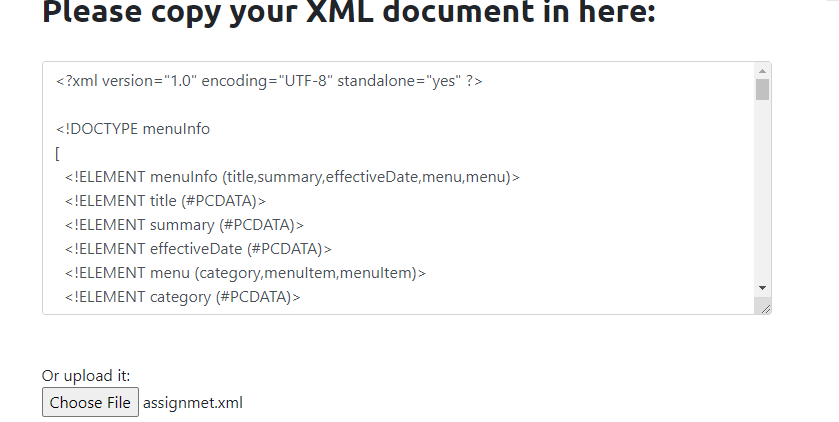 Please copy your XML document in here:
<?xml version="1.0" encoding="UTF-8" standalone="yes" ?>
<!DOCTYPE menuInfo
[
<!ELEMENT menuInfo (title,summary,effectiveDate,menu,menu)>
<!ELEMENT title (#PCDATA)>
<!ELEMENT summary (#PCDATA)>
<!ELEMENT effectiveDate (#PCDATA)>
<!ELEMENT menu (category,menuItem,menuItem)>
<!ELEMENT category (#PCDATA)>
Or upload it:
Choose File assignmet.xml